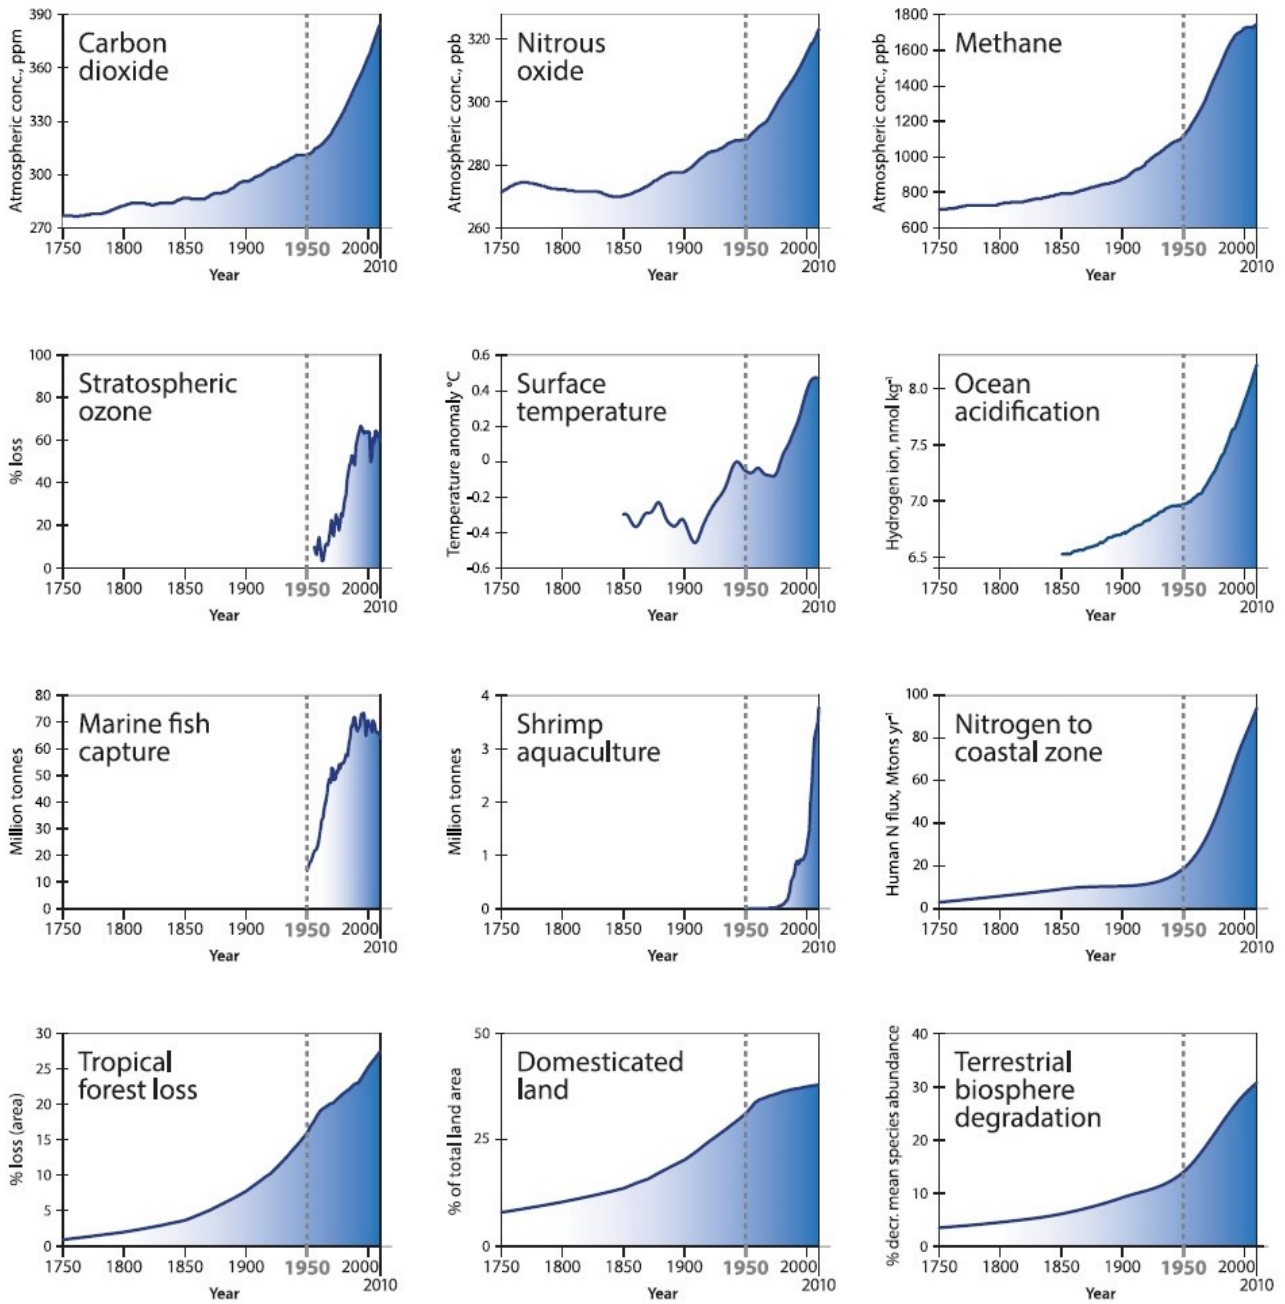 390
360
330
300
270
Atmospheric conc., ppm
Carbon
dioxide
1750 1800 1850 1900 1950 2000
2010
Year
320
300
280
260
Atmospheric conc., ppb
Nitrous
oxide
1750 1800 1850 1900 1950 2000
2010
Year
1800
1600
1400
1200
1000
800
600
Atmospheric conc., ppb
Methane
1750 1800 1850 1900 1950 2000
2010
Year
100
80
60
40
20
0
% loss
Stratospheric
ozone
1750 1800 1850 1900 1950 2000
2010
Year
0.6
0.4
0.2
0
-0.2
-0.4
-0.6
Temperature anomaly °C
Surface
temperature
1750 1800 1850 1900 1950 2000
2010
Year
8.0
7.5
7.0
6.5
Hydrogen ion, nmol kg⁻¹
Ocean
acidification
1750 1800 1850 1900 1950 2000
2010
Year
80
70
60
50
40
30
20
10
0
Million tonnes
Marine fish
capture
1750 1800 1850 1900 1950 2000
2010
Year
4
3
2
1
0
Million tonnes
Shrimp
aquaculture
1750 1800 1850 1900 1950 2000
2010
Year
100
80
60
40
20
0
Human N flux, Mtons yr⁻¹
Nitrogen to
coastal zone
1750 1800 1850 1900 1950 2000
2010
Year
30
25
20
15
10
5
0
% loss (area)
Tropical
forest loss
1750 1800 1850 1900 1950 2000
2010
Year
50
25
0
% of total land area
Domesticated
land
1750 1800 1850 1900 1950 2000
2010
Year
40
30
20
10
0
% decr. mean species abundance
Terrestrial
biosphere
degradation
1750 1800 1850 1900 1950 2000
2010
Year